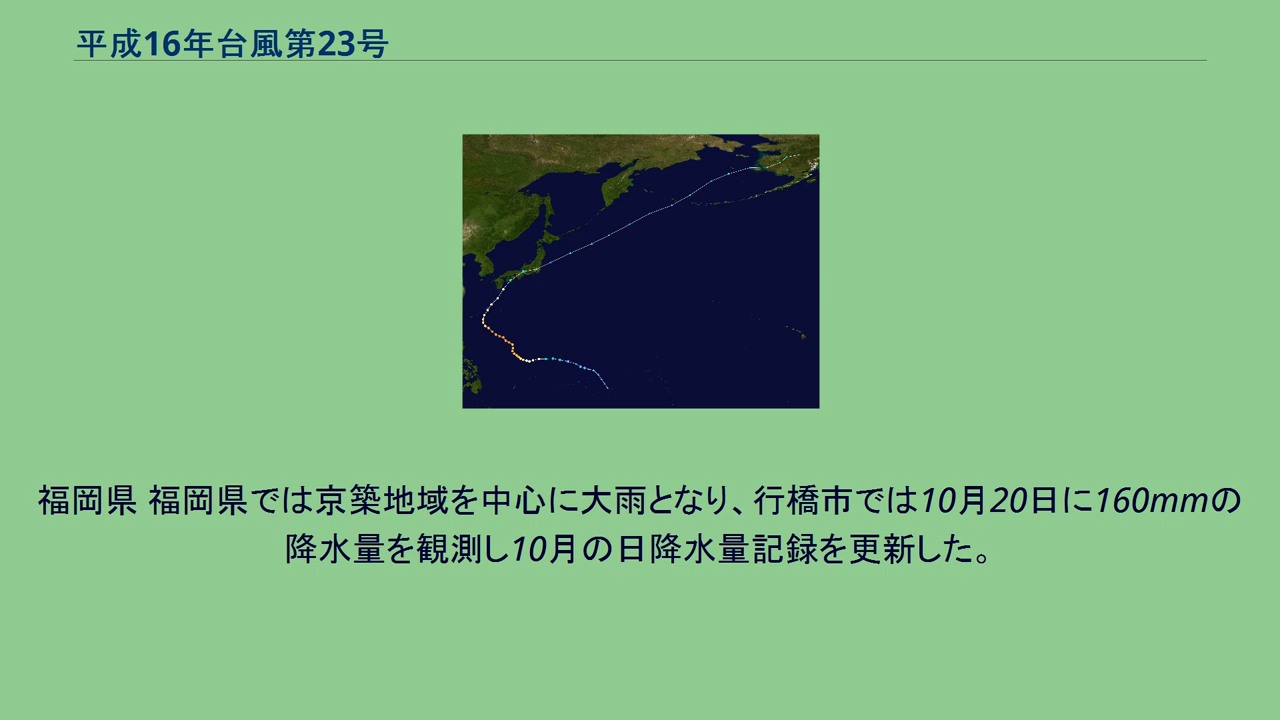 平成16年台風第23号
福岡県 福岡県では京築地域を中心に大雨となり、行橋市では10月20日に160mmの
降水量を観測し10月の日降水量記録を更新した。